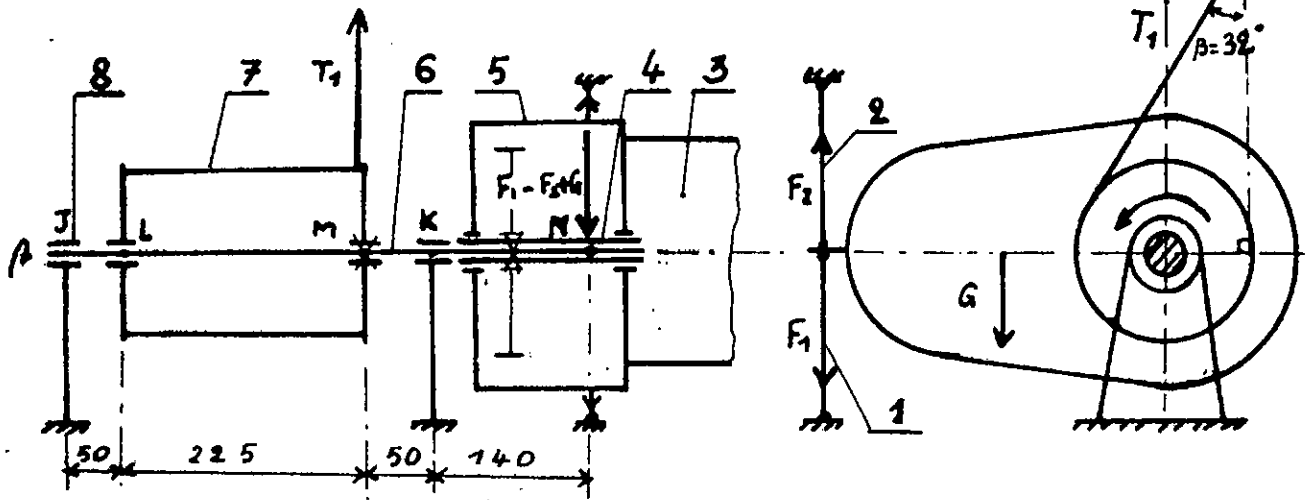 8 7 6 5 4 3
T₁
J L M K N
F₁ - F₂ + G
50 225 50 140
T₁
β=32°
2
F₂
G
F₁
1